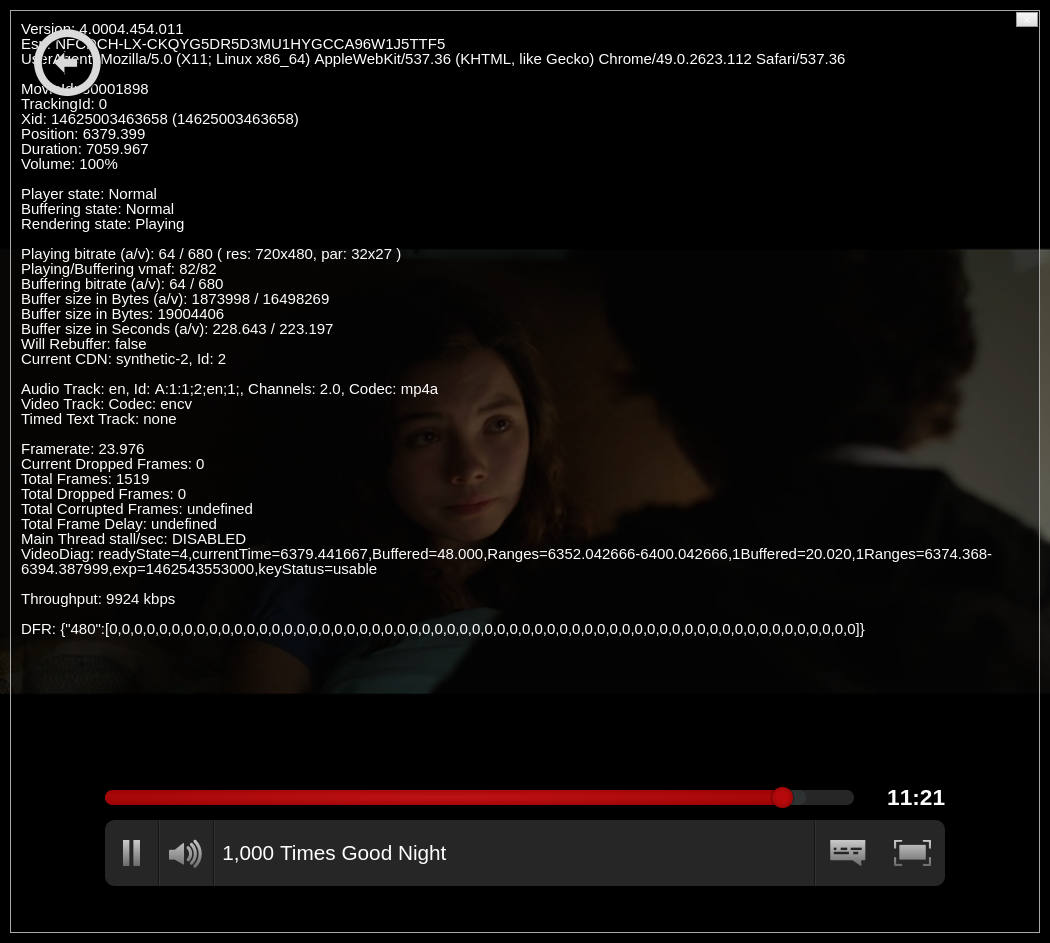 Version: 4.0004.454.011
Esn: NFCDCH-LX-CKQYG5DR5D3MU1HYGCCA96W1J5TTF5
UserAgent: Mozilla/5.0 (X11; Linux x86_64) AppleWebKit/537.36 (KHTML, like Gecko) Chrome/49.0.2623.112 Safari/537.36
MovieId: 80001898
TrackingId: 0
Xid: 14625003463658 (14625003463658)
Position: 6379.399
Duration: 7059.967
Volume: 100%
Player state: Normal
Buffering state: Normal
Rendering state: Playing
Playing bitrate (a/v): 64 / 680 ( res: 720x480, par: 32x27 )
Playing/Buffering vmaf: 82/82
Buffering bitrate (a/v): 64 / 680
Buffer size in Bytes (a/v): 1873998 / 16498269
Buffer size in Bytes: 19004406
Buffer size in Seconds (a/v): 228.643 / 223.197
Will Rebuffer: false
Current CDN: synthetic-2, Id: 2
Audio Track: en, Id: A:1:1;2;en;1;, Channels: 2.0, Codec: mp4a
Video Track: Codec: encv
Timed Text Track: none
Framerate: 23.976
Current Dropped Frames: 0
Total Frames: 1519
Total Dropped Frames: 0
Total Corrupted Frames: undefined
Total Frame Delay: undefined
Main Thread stall/sec: DISABLED
VideoDiag: readyState=4,currentTime=6379.441667,Buffered=48.000,Ranges=6352.042666-6400.042666,1Buffered=20.020,1Ranges=6374.368-
6394.387999,exp=1462543553000,keyStatus=usable
Throughput: 9924 kbps
DFR: {"480":[0,0,0,0,0,0,0,0,0,0,0,0,0,0,0,0,0,0,0,0,0,0,0,0,0,0,0,0,0,0,0,0,0,0,0,0,0,0,0,0,0,0,0,0,0,0,0,0,0,0,0,0,0,0,0,0,0,0,0,0]}
11:21
1,000 Times Good Night